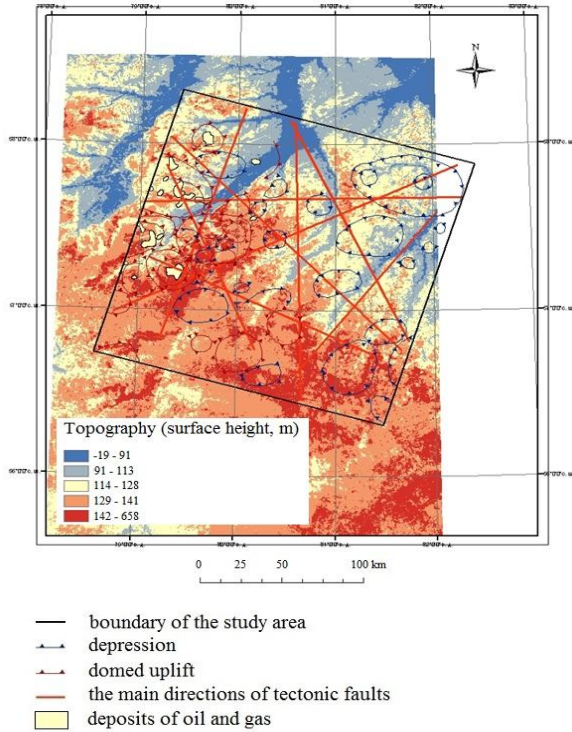 N
Topography (surface height, m)
-19 - 91
91 - 113
114 - 128
129 - 141
142 - 658
0 25 50 100 km
boundary of the study area
depression
domed uplift
the main directions of tectonic faults
deposits of oil and gas